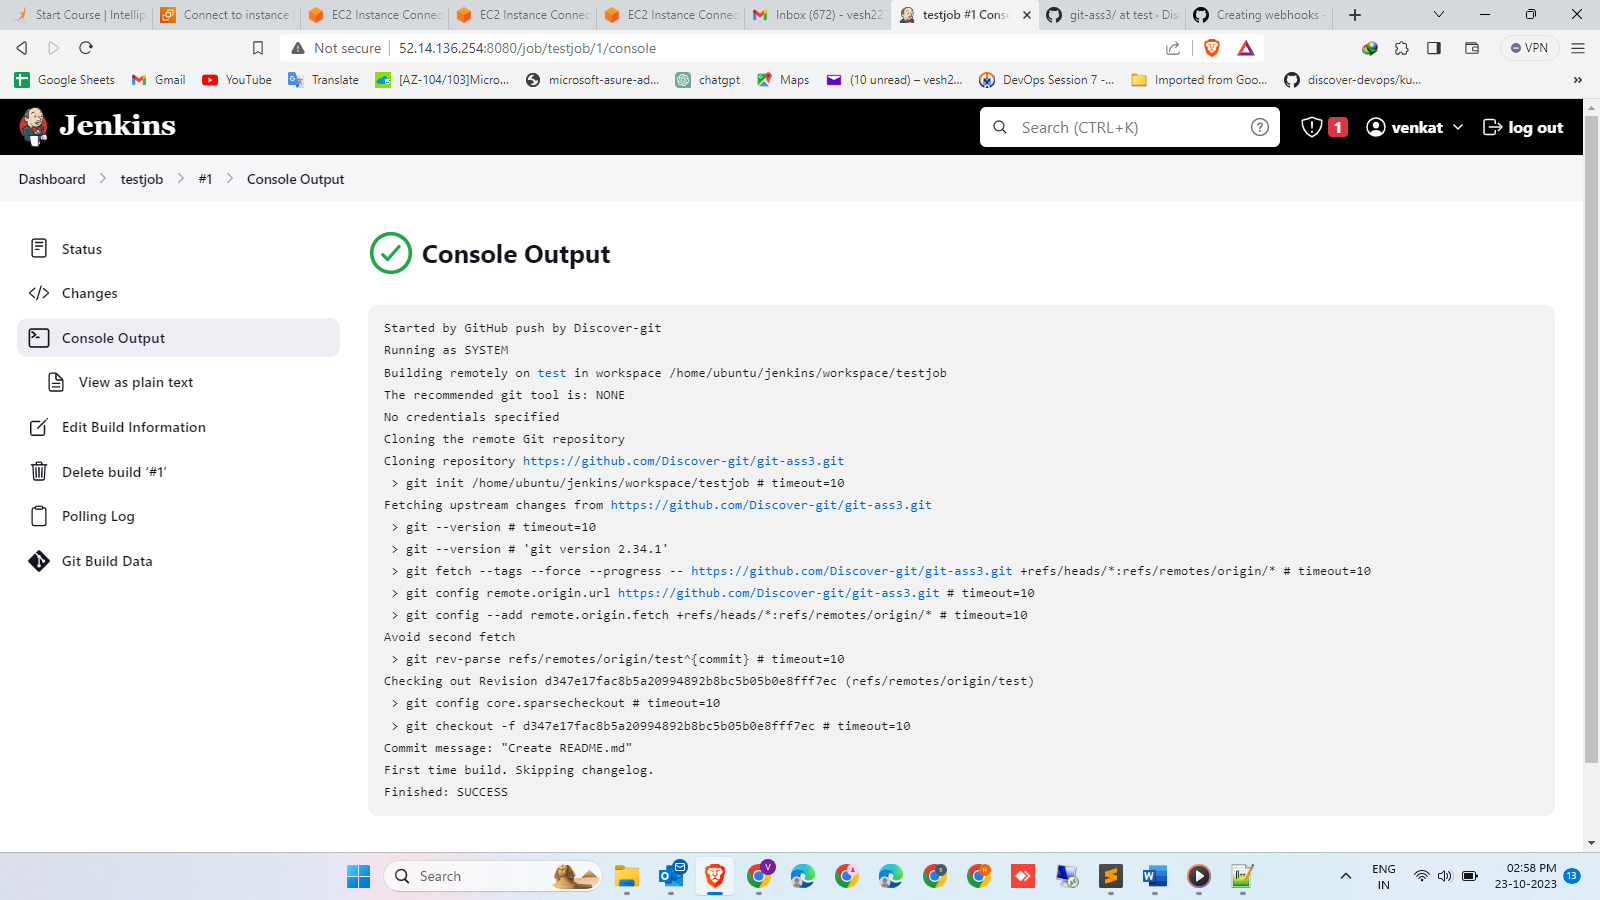 Start Course | Intellip
Connect to instance
EC2 Instance Connec
EC2 Instance Connec
EC2 Instance Connec
Inbox (672) - vesh22
testjob #1 Conso
git-ass3/ at test · Dis
Creating webhooks -
Not secure
52.14.136.254:8080/job/testjob/1/console
VPN
Google Sheets
Gmail
YouTube
Translate
[AZ-104/103]Micro...
microsoft-asure-ad...
chatgpt
Maps
(10 unread) – vesh2...
DevOps Session 7 -...
Imported from Goo...
discover-devops/ku...
Jenkins
Search (CTRL+K)
1
venkat
log out
Dashboard
testjob
#1
Console Output
Status
Changes
Console Output
View as plain text
Edit Build Information
Delete build ‘#1’
Polling Log
Git Build Data
Console Output
Started by GitHub push by Discover-git
Running as SYSTEM
Building remotely on test in workspace /home/ubuntu/jenkins/workspace/testjob
The recommended git tool is: NONE
No credentials specified
Cloning the remote Git repository
Cloning repository https://github.com/Discover-git/git-ass3.git
> git init /home/ubuntu/jenkins/workspace/testjob # timeout=10
Fetching upstream changes from https://github.com/Discover-git/git-ass3.git
> git --version # timeout=10
> git --version # 'git version 2.34.1'
> git fetch --tags --force --progress -- https://github.com/Discover-git/git-ass3.git +refs/heads/*:refs/remotes/origin/* # timeout=10
> git config remote.origin.url https://github.com/Discover-git/git-ass3.git # timeout=10
> git config --add remote.origin.fetch +refs/heads/*:refs/remotes/origin/* # timeout=10
Avoid second fetch
> git rev-parse refs/remotes/origin/test^{commit} # timeout=10
Checking out Revision d347e17fac8b5a20994892b8bc5b05b0e8fff7ec (refs/remotes/origin/test)
> git config core.sparsecheckout # timeout=10
> git checkout -f d347e17fac8b5a20994892b8bc5b05b0e8fff7ec # timeout=10
Commit message: "Create README.md"
First time build. Skipping changelog.
Finished: SUCCESS
Search
ENG
IN
02:58 PM
23-10-2023
13